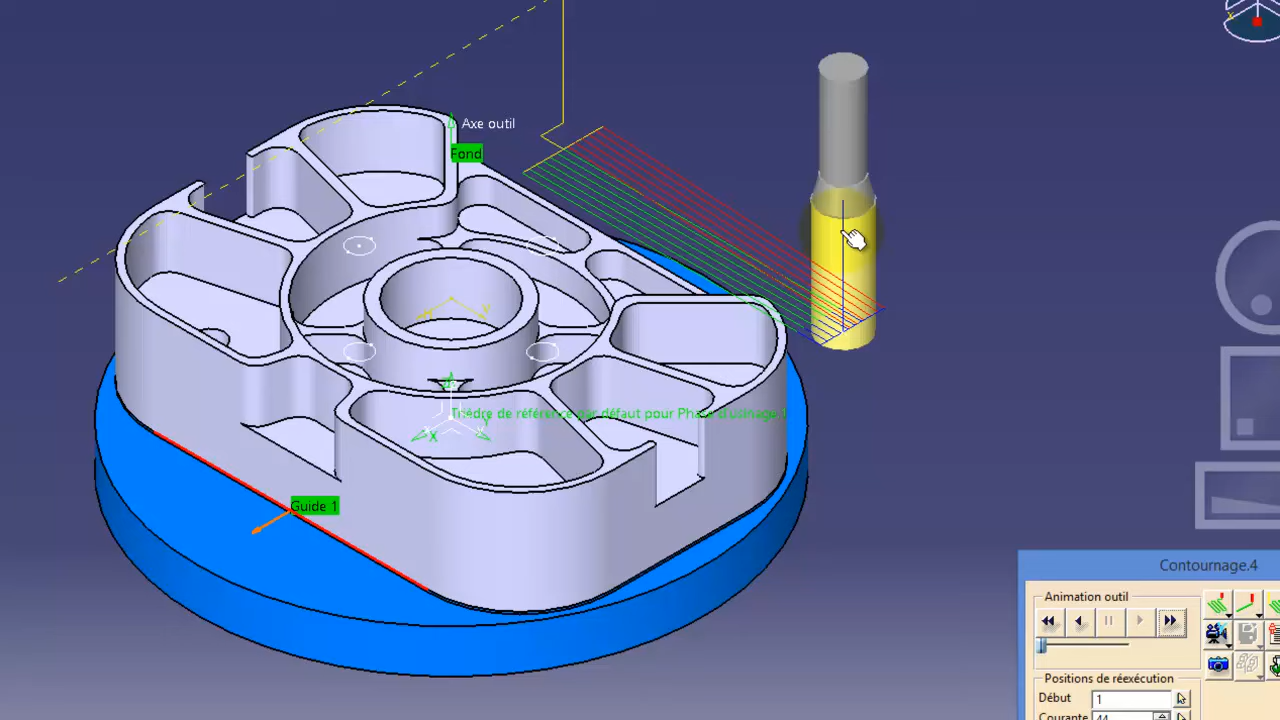 Axe outil
Fond
Trièdre de référence par défaut pour Phase d'usinage.1
X
Y
Guide 1
Contournage.4
Animation outil
Positions de réexécution
Début
1
Courante
44